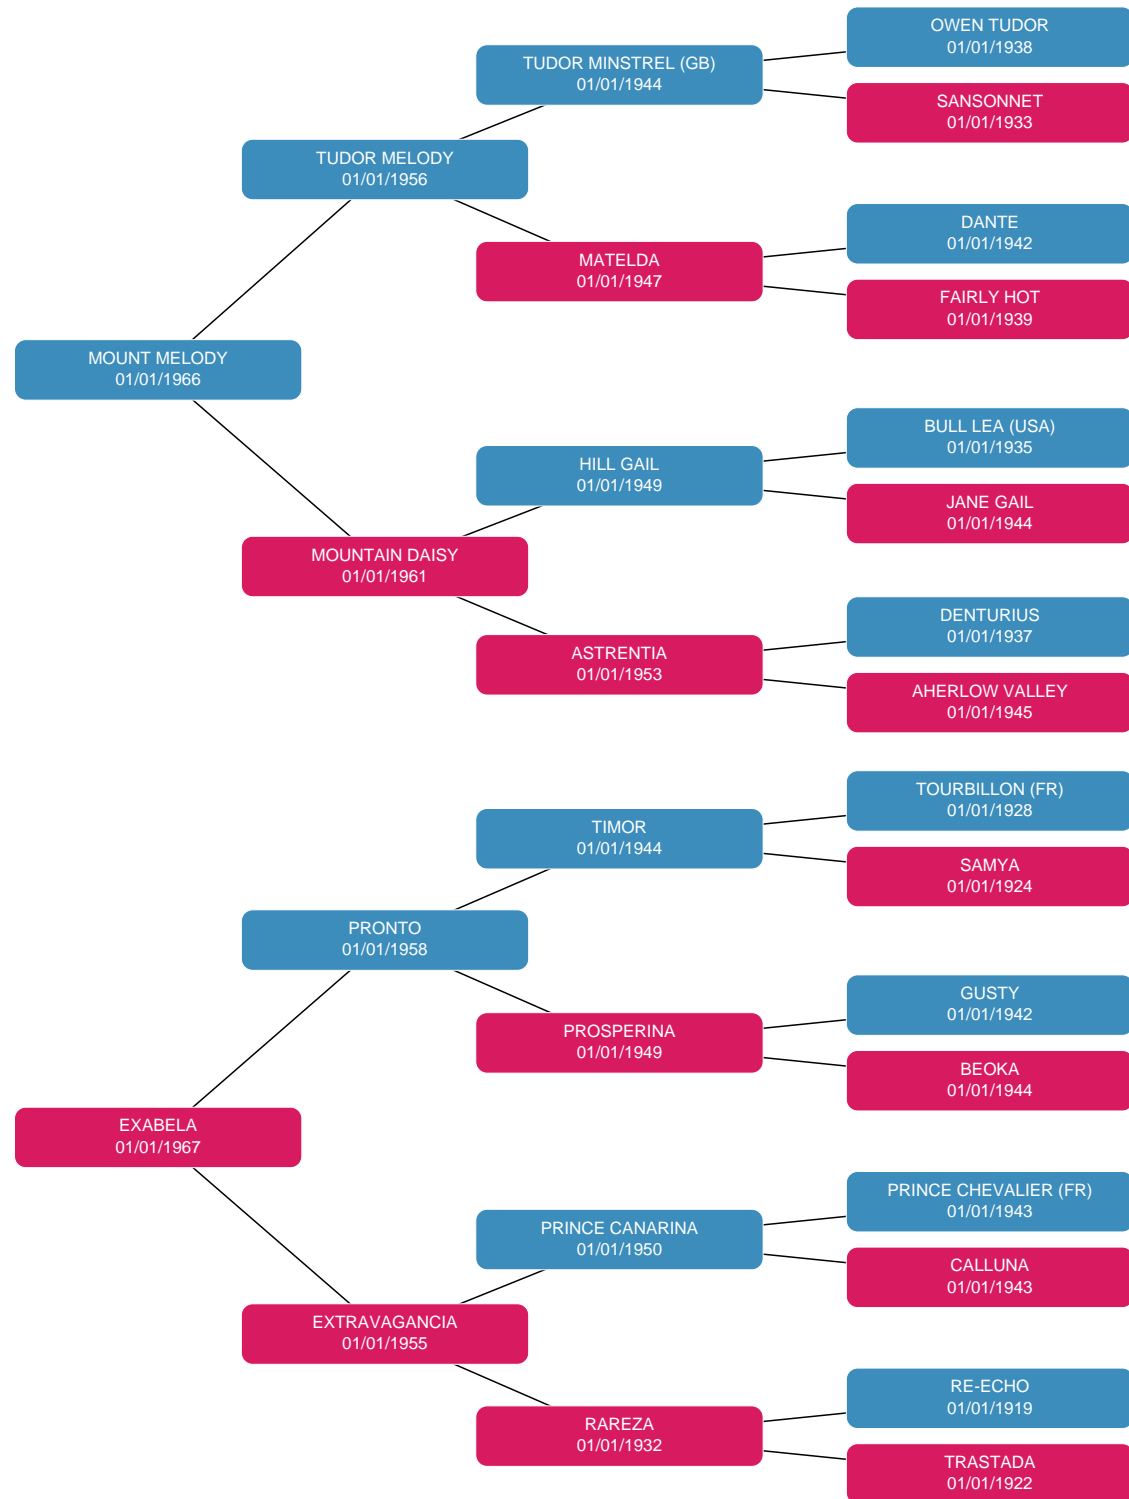 OWEN TUDOR
01/01/1938
TUDOR MINSTREL (GB)
01/01/1944
SANSONNET
01/01/1933
TUDOR MELODY
01/01/1956
DANTE
01/01/1942
MATELDA
01/01/1947
FAIRLY HOT
01/01/1939
MOUNT MELODY
01/01/1966
BULL LEA (USA)
01/01/1935
HILL GAIL
01/01/1949
JANE GAIL
01/01/1944
MOUNTAIN DAISY
01/01/1961
DENTURIUS
01/01/1937
ASTRENTIA
01/01/1953
AHERLOW VALLEY
01/01/1945
TOURBILLON (FR)
01/01/1928
TIMOR
01/01/1944
SAMYA
01/01/1924
PRONTO
01/01/1958
GUSTY
01/01/1942
PROSPERINA
01/01/1949
BEOKA
01/01/1944
EXABELA
01/01/1967
PRINCE CHEVALIER (FR)
01/01/1943
PRINCE CANARINA
01/01/1950
CALLUNA
01/01/1943
EXTRAVAGANCIA
01/01/1955
RE-ECHO
01/01/1919
RAREZA
01/01/1932
TRASTADA
01/01/1922